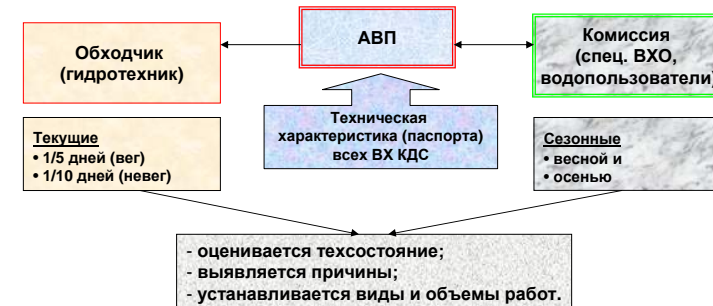 Обходчик
(гидротехник)
АВП
Комиссия
(спец. ВХО,
водопользователи)
Техническая
характеристика (паспорта)
всех ВХ КДС
Текущие
• 1/5 дней (вег)
• 1/10 дней (невег)
Сезонные
• весной и
• осенью
- оценивается техсостояние;
- выявляется причины;
- устанавливается виды и объемы работ.